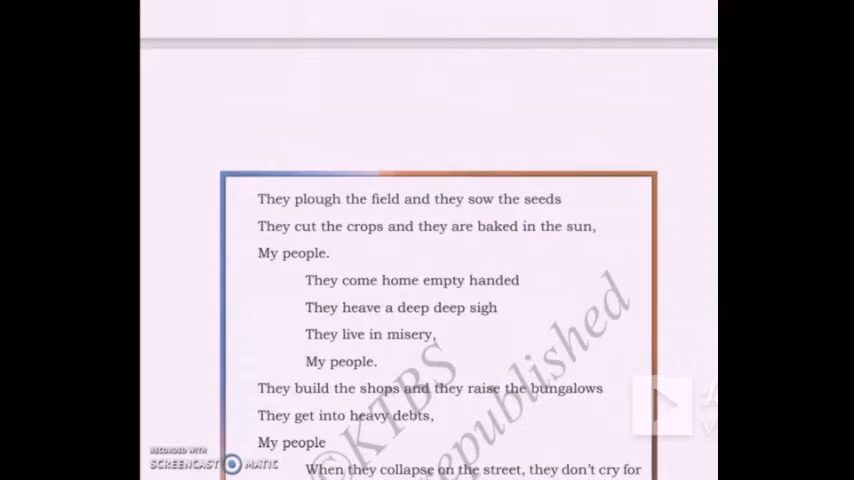 They plough the field and they sow the seeds
They cut the crops and they are baked in the sun,
My people.
They come home empty handed
They heave a deep deep sigh
They live in misery,
My people.
They build the shops and they raise the bungalows
They get into heavy debts,
My people
When they collapse on the street, they don't cry for
©KTBS
republished
RECORDED WITH
SCREENCAST MATIC